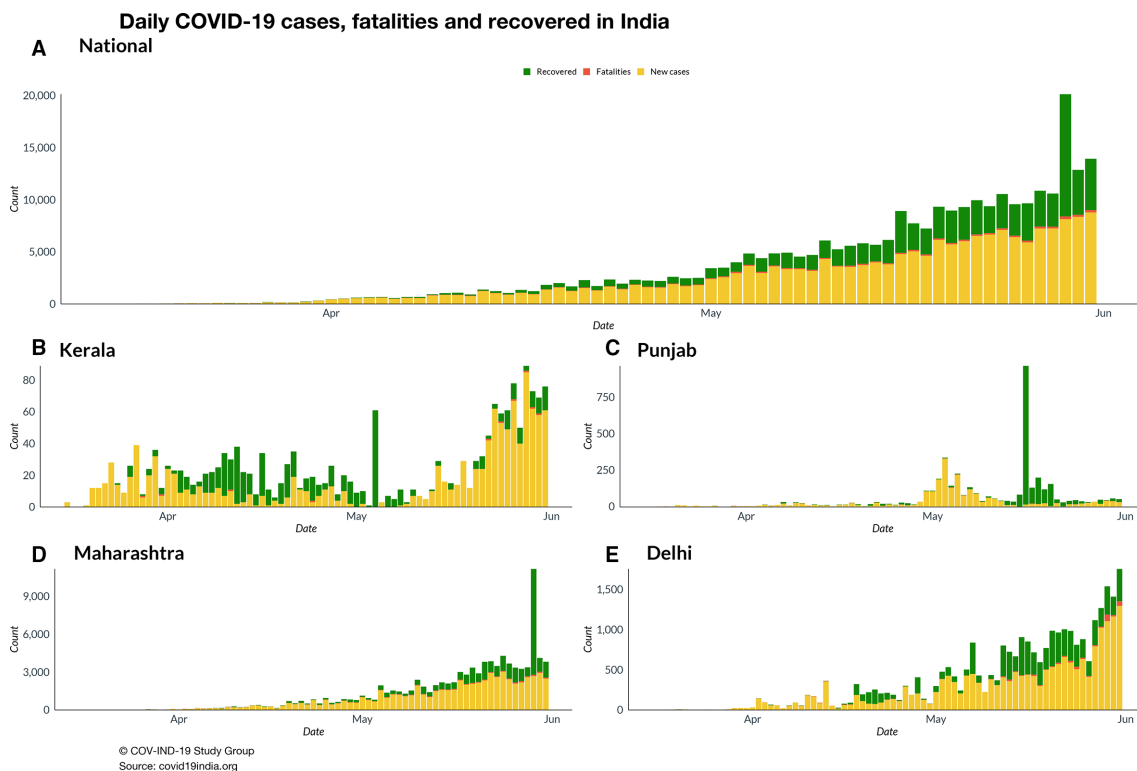 Daily COVID-19 cases, fatalities and recovered in India
A National
Recovered Fatalities New cases
20,000
15,000
10,000
5,000
0
Count
Apr May Jun
Date
B Kerala
80
60
40
20
0
Count
Apr May Jun
Date
C Punjab
750
500
250
0
Count
Apr May Jun
Date
D Maharashtra
9,000
6,000
3,000
0
Count
Apr May Jun
Date
E Delhi
1,500
1,000
500
0
Count
Apr May Jun
Date
© COV-IND-19 Study Group
Source: covid19india.org